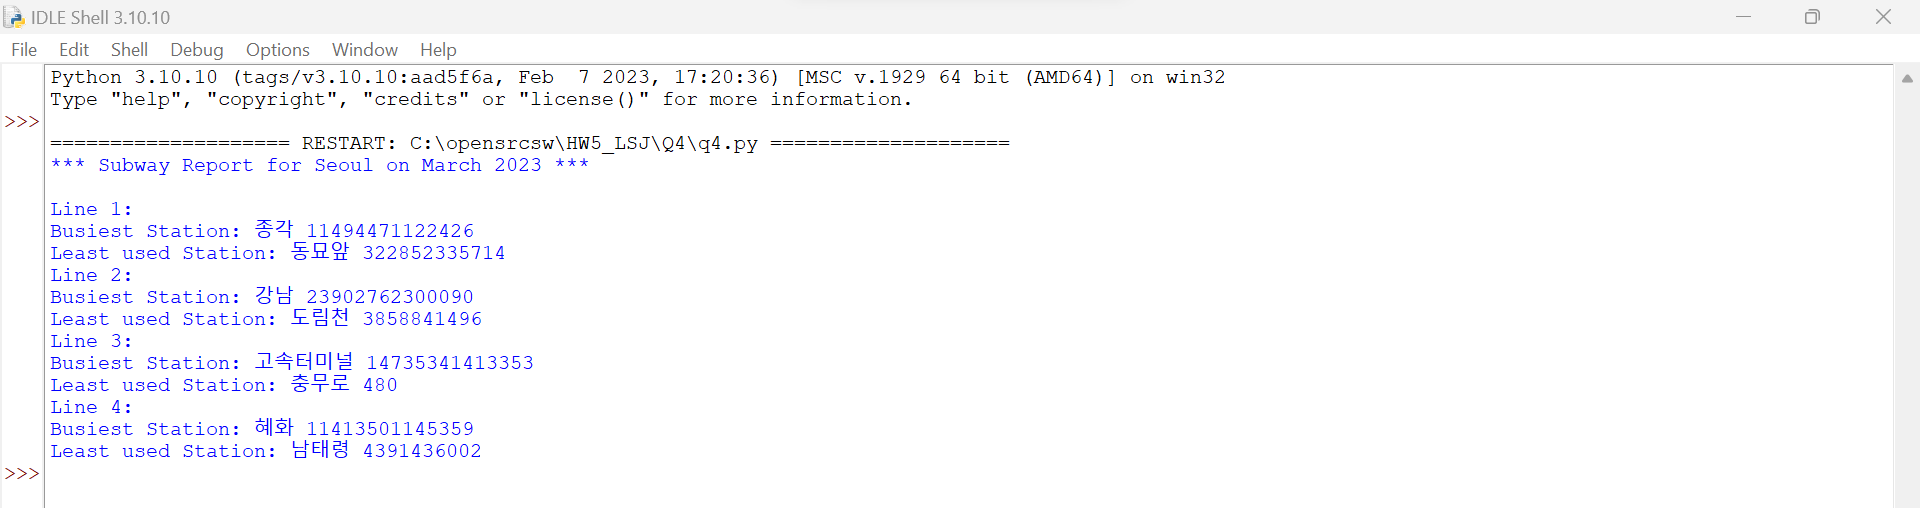 IDLE Shell 3.10.10
File Edit Shell Debug Options Window Help
Python 3.10.10 (tags/v3.10.10:aad5f6a, Feb  7 2023, 17:20:36) [MSC v.1929 64 bit (AMD64)] on win32
Type "help", "copyright", "credits" or "license()" for more information.
>>>
==================== RESTART: C:\opensrcsw\HW5_LSJ\Q4\q4.py ====================
*** Subway Report for Seoul on March 2023 ***
Line 1:
Busiest Station: 종각 11494471122426
Least used Station: 동묘앞 322852335714
Line 2:
Busiest Station: 강남 23902762300090
Least used Station: 도림천 3858841496
Line 3:
Busiest Station: 고속터미널 14735341413353
Least used Station: 충무로 480
Line 4:
Busiest Station: 혜화 11413501145359
Least used Station: 남태령 4391436002
>>>